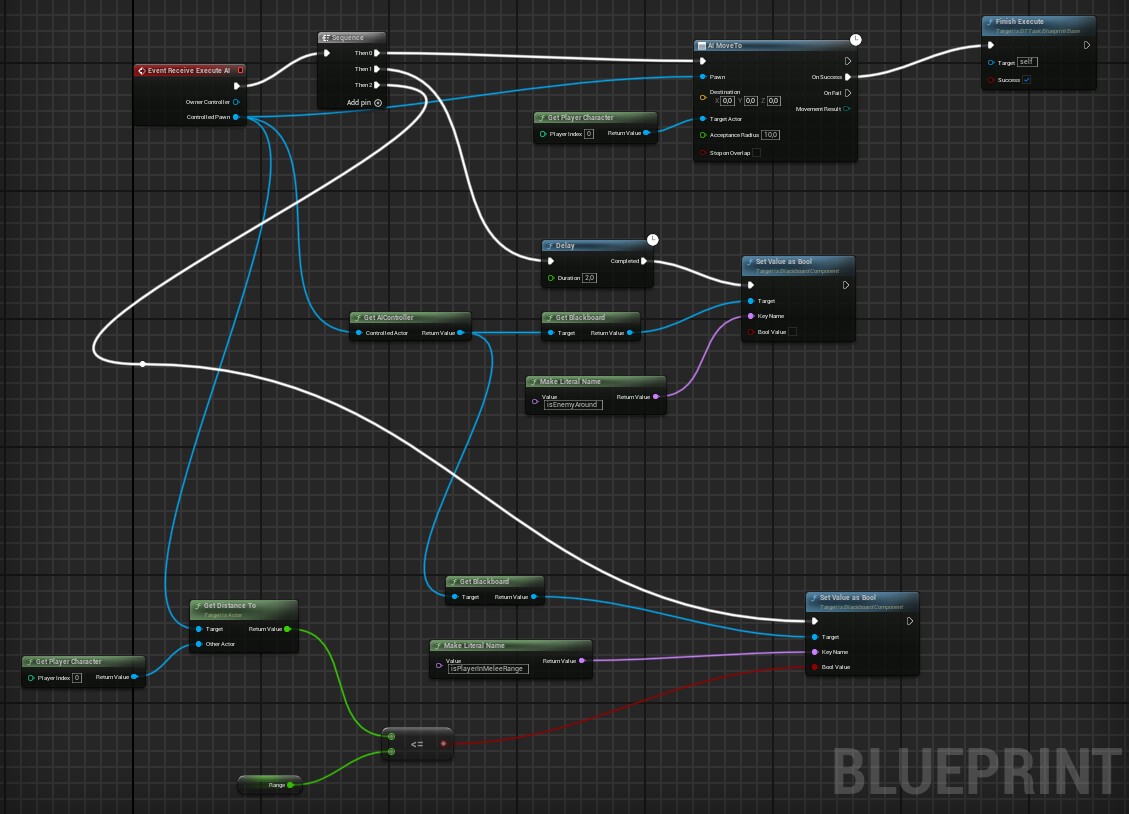 Event Receive Execute AI
Owner Controller
Controlled Pawn
Sequence
Then 0
Then 1
Then 2
Add pin
AI MoveTo
Pawn
On Success
Destination
On Fail
X 0,0 Y 0,0 Z 0,0
Movement Result
Target Actor
Acceptance Radius 10,0
Stop on Overlap
Finish Execute
Target is BTTask Blueprint Base
Target self
Success
Get Player Character
Player Index 0 Return Value
Delay
Completed
Duration 2,0
Set Value as Bool
Target is Blackboard Component
Target
Key Name
Bool Value
Get AIController
Controlled Actor Return Value
Get Blackboard
Target Return Value
Make Literal Name
Value Return Value
isEnemyAround
Get Blackboard
Target Return Value
Set Value as Bool
Target is Blackboard Component
Target
Key Name
Bool Value
Get Distance To
Target is Actor
Target Return Value
Other Actor
Make Literal Name
Value Return Value
isPlayerInMeleeRange
Get Player Character
Player Index 0 Return Value
<=
Range
BLUEPRINT